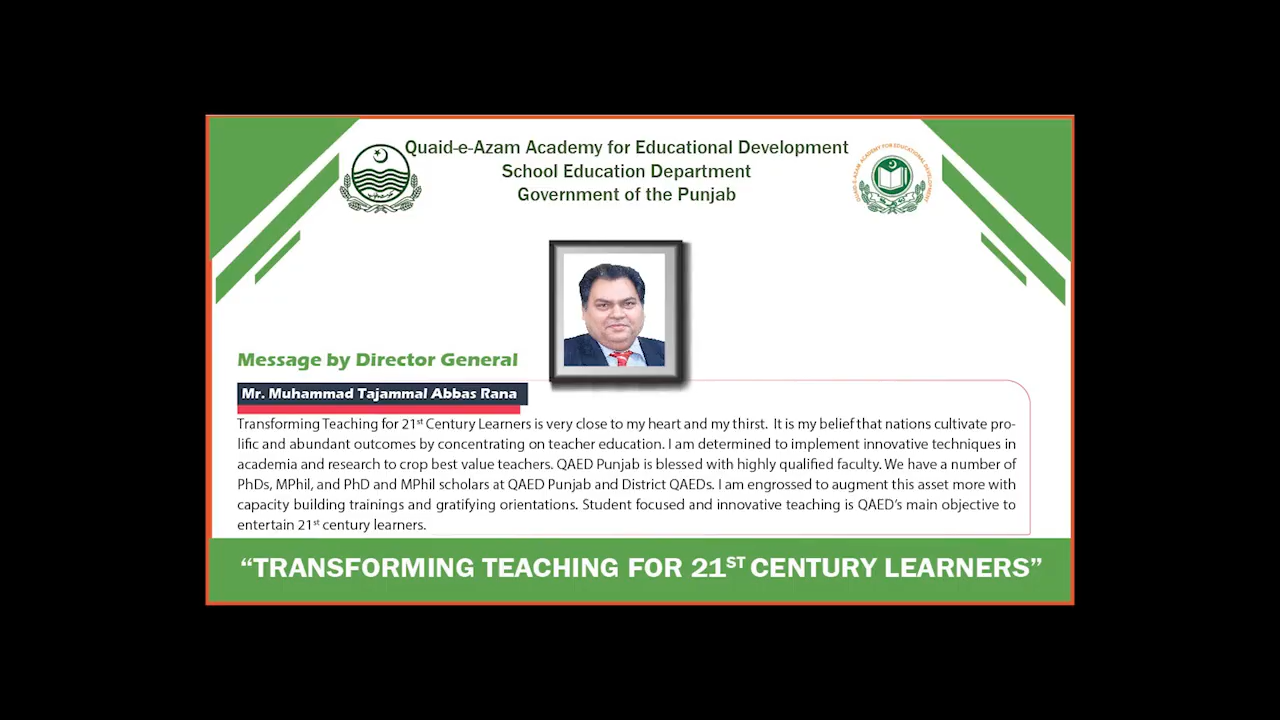 Quaid-e-Azam Academy for Educational Development
School Education Department
Government of the Punjab
QUAID-E-AZAM ACADEMY FOR EDUCATIONAL DEVELOPMENT
Message by Director General
Mr. Muhammad Tajammal Abbas Rana
Transforming Teaching for 21st Century Learners is very close to my heart and my thirst. It is my belief that nations cultivate pro-
lific and abundant outcomes by concentrating on teacher education. I am determined to implement innovative techniques in
academia and research to crop best value teachers. QAED Punjab is blessed with highly qualified faculty. We have a number of
PhDs, MPhil, and PhD and MPhil scholars at QAED Punjab and District QAEDs. I am engrossed to augment this asset more with
capacity building trainings and gratifying orientations. Student focused and innovative teaching is QAED's main objective to
entertain 21st century learners.
“TRANSFORMING TEACHING FOR 21ST CENTURY LEARNERS”